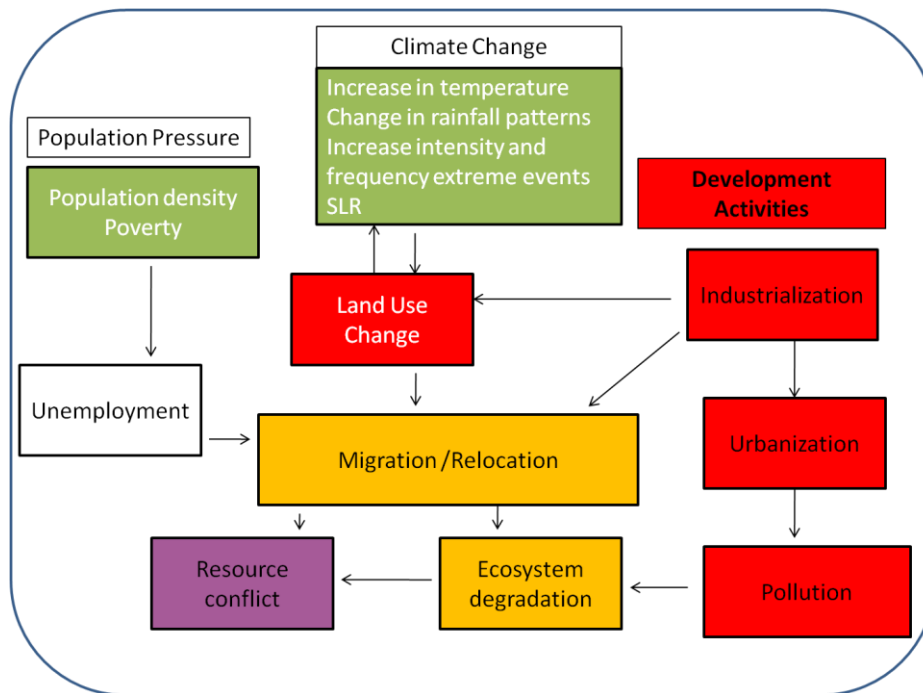 Climate Change
Increase in temperature
Change in rainfall patterns
Increase intensity and
frequency extreme events
SLR
Population Pressure
Population density
Poverty
Development
Activities
Land Use
Change
Industrialization
Unemployment
Migration /Relocation
Urbanization
Resource
conflict
Ecosystem
degradation
Pollution